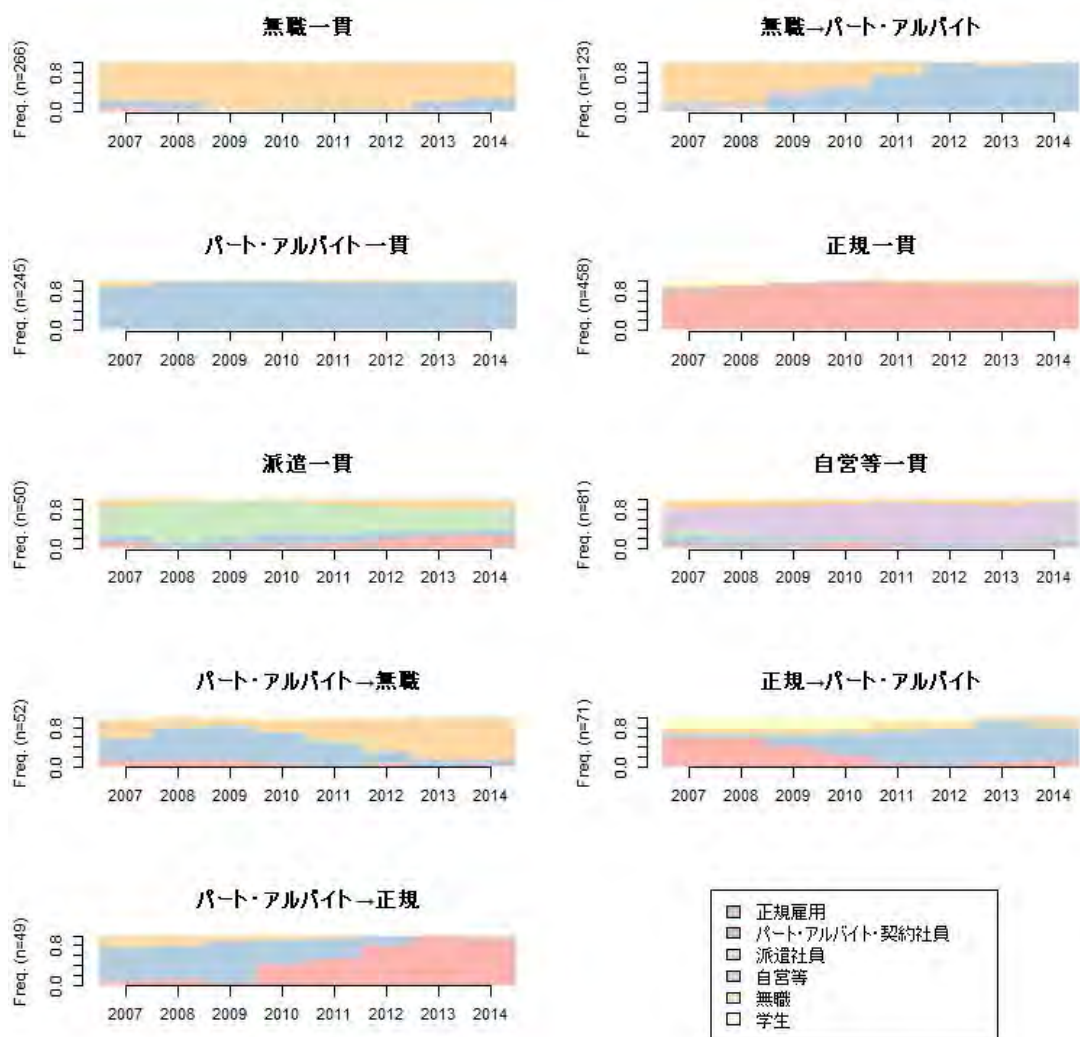 無職一貫
Freq. (n=266)
0.0 0.8
2007 2008 2009 2010 2011 2012 2013 2014
無職→パート・アルバイト
Freq. (n=123)
0.0 0.8
2007 2008 2009 2010 2011 2012 2013 2014
パート・アルバイト一貫
Freq. (n=245)
0.0 0.8
2007 2008 2009 2010 2011 2012 2013 2014
正規一貫
Freq. (n=458)
0.0 0.8
2007 2008 2009 2010 2011 2012 2013 2014
派遣一貫
Freq. (n=50)
0.0 0.8
2007 2008 2009 2010 2011 2012 2013 2014
自営等一貫
Freq. (n=81)
0.0 0.8
2007 2008 2009 2010 2011 2012 2013 2014
パート・アルバイト→無職
Freq. (n=52)
0.0 0.8
2007 2008 2009 2010 2011 2012 2013 2014
正規→パート・アルバイト
Freq. (n=71)
0.0 0.8
2007 2008 2009 2010 2011 2012 2013 2014
パート・アルバイト→正規
Freq. (n=49)
0.0 0.8
2007 2008 2009 2010 2011 2012 2013 2014
正規雇用
パート・アルバイト・契約社員
派遣社員
自営等
無職
学生